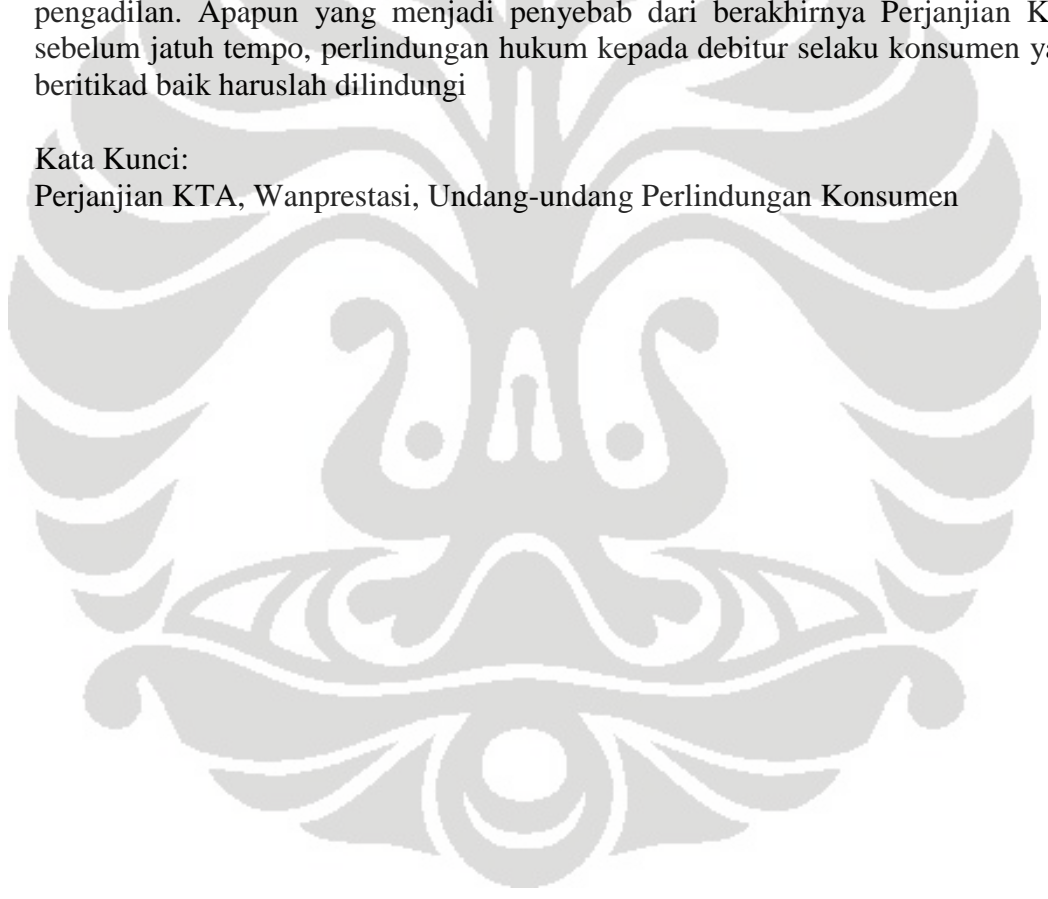 pengadilan. Apapun yang menjadi penyebab dari berakhirnya Perjanjian K
sebelum jatuh tempo, perlindungan hukum kepada debitur selaku konsumen ya
beritikad baik haruslah dilindungi
Kata Kunci:
Perjanjian KTA, Wanprestasi, Undang-undang Perlindungan Konsumen